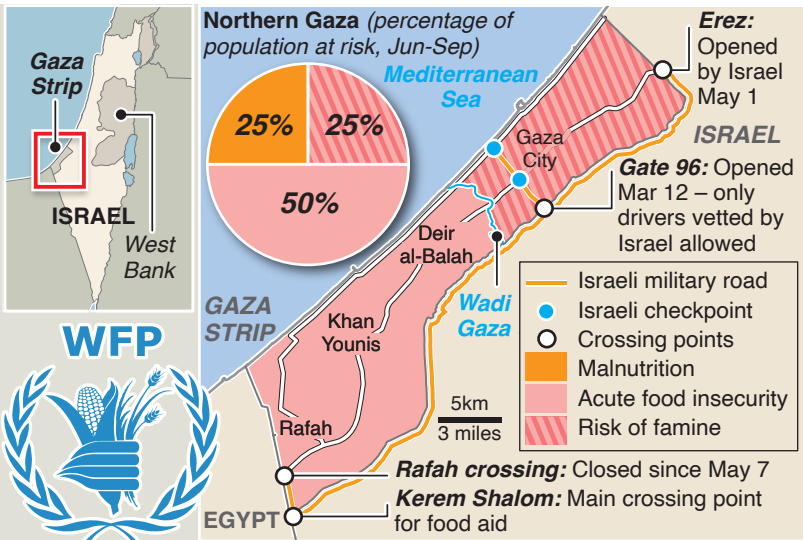 Gaza
Strip
ISRAEL
West
Bank
WFP
Northern Gaza (percentage of
population at risk, Jun-Sep)
25%
25%
50%
Mediterranean
Sea
Erez:
Opened
by Israel
May 1
ISRAEL
Gaza
City
Gate 96: Opened
Mar 12 – only
drivers vetted by
Israel allowed
Deir
al-Balah
Wadi
Gaza
GAZA
STRIP
Khan
Younis
Rafah
5km
3 miles
Israeli military road
Israeli checkpoint
Crossing points
Malnutrition
Acute food insecurity
Risk of famine
Rafah crossing: Closed since May 7
Kerem Shalom: Main crossing point
for food aid
EGYPT